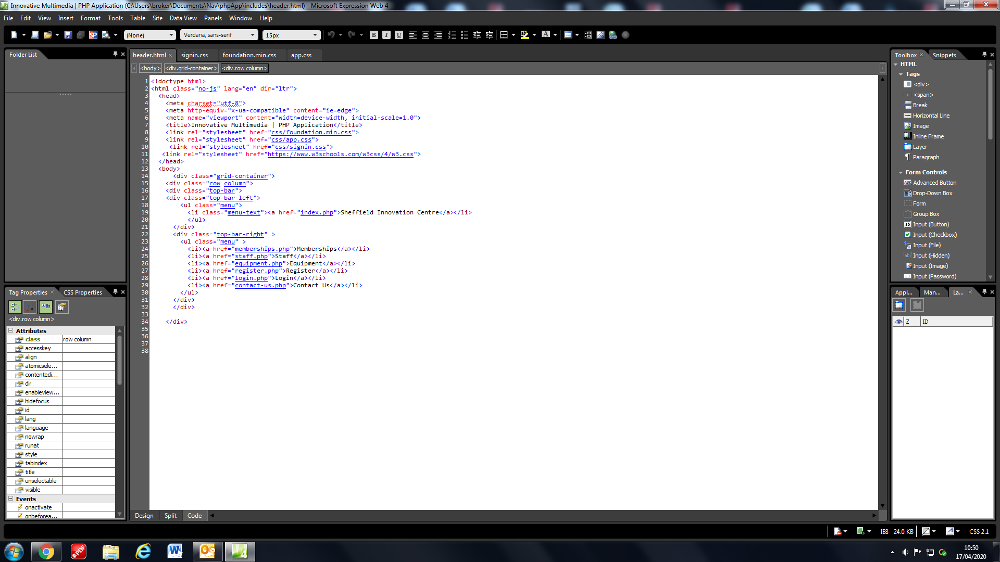 Innovative Multimedia | PHP Application (C:\Users\broker\Documents\Nav\phpApp\includes\header.html) - Microsoft Expression Web 4
File Edit View Insert Format Tools Table Site Data View Panels Window Help
(None) Verdana, sans-serif 15px
Folder List
header.html signin.css foundation.min.css app.css
<body> <div.grid-container> <div.row column>
1 <!doctype html>
2 <html class="no-js" lang="en" dir="ltr">
3 <head>
4 <meta charset="utf-8">
5 <meta http-equiv="x-ua-compatible" content="ie=edge">
6 <meta name="viewport" content="width=device-width, initial-scale=1.0">
7 <title>Innovative Multimedia | PHP Application</title>
8 <link rel="stylesheet" href="css/foundation.min.css">
9 <link rel="stylesheet" href="css/app.css">
10 <link rel="stylesheet" href="css/signin.css">
11 <link rel="stylesheet" href="https://www.w3schools.com/w3css/4/w3.css">
12 </head>
13 <body>
14 <div class="grid-container">
15 <div class="row column">
16 <div class="top-bar">
17 <div class="top-bar-left">
18 <ul class="menu">
19 <li class="menu-text"><a href="index.php">Sheffield Innovation Centre</a></li>
20 </ul>
21 </div>
22 <div class="top-bar-right" >
23 <ul class="menu" >
24 <li><a href="memberships.php">Memberships</a></li>
25 <li><a href="staff.php">Staff</a></li>
26 <li><a href="equipment.php">Equipment</a></li>
27 <li><a href="register.php">Register</a></li>
28 <li><a href="login.php">Login</a></li>
29 <li><a href="contact-us.php">Contact Us</a></li>
30 </ul>
31 </div>
32 </div>
33
34 </div>
35
36
37
38
Design Split Code
Tag Properties CSS Properties
<div.row column>
Attributes
class row column
accesskey
align
atomicsele...
contentedi...
dir
enableview...
hidefocus
id
lang
language
nowrap
runat
style
tabindex
title
unselectable
visible
Events
onactivate
onbeforea...
Toolbox Snippets
HTML
Tags
<div>
<span>
Break
Horizontal Line
Image
Inline Frame
Layer
Paragraph
Form Controls
Advanced Button
Drop-Down Box
Form
Group Box
Input (Button)
Input (Checkbox)
Input (File)
Input (Hidden)
Input (Image)
Input (Password)
Appl... Man... La...
Z ID
IE8 24.0 KB CSS 2.1
10:50
17/04/2020